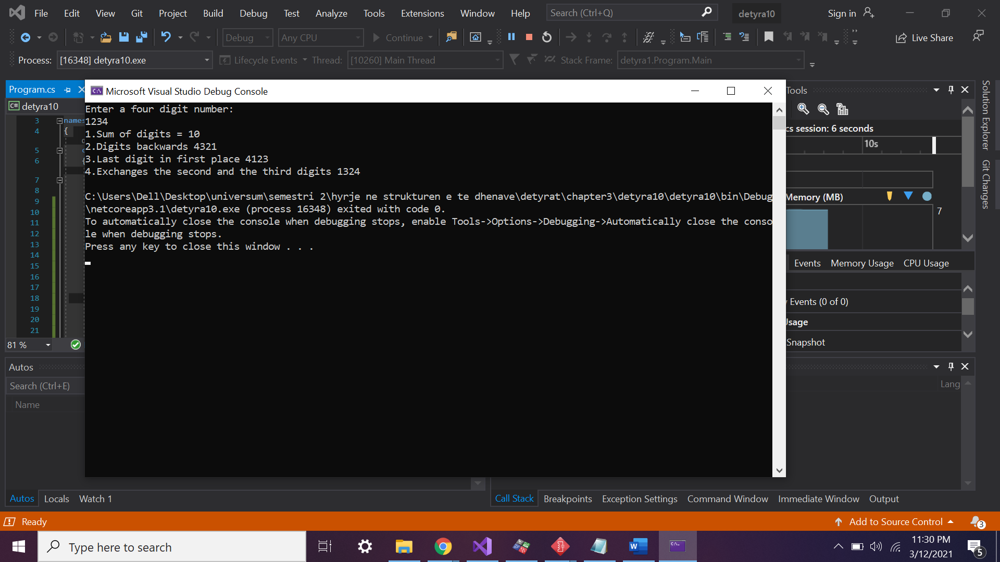 File Edit View Git Project Build Debug Test Analyze Tools Extensions Window Help Search (Ctrl+Q) detyra10 Sign in
Debug Any CPU Continue Live Share
Process: [16348] detyra10.exe Lifecycle Events Thread: [10260] Main Thread Stack Frame: detyra1.Program.Main
Program.cs
C# detyra10
3 names
4 {
5
6 {
7
8
9
10
11
12
13
14
15
16
17
18
19
20
21
81 %
Microsoft Visual Studio Debug Console
Enter a four digit number:
1234
1.Sum of digits = 10
2.Digits backwards 4321
3.Last digit in first place 4123
4.Exchanges the second and the third digits 1324
C:\Users\Dell\Desktop\universum\semestri 2\hyrje ne strukturen e te dhenave\detyrat\chapter3\detyra10\detyra10\bin\Debug
\netcoreapp3.1\detyra10.exe (process 16348) exited with code 0.
To automatically close the console when debugging stops, enable Tools->Options->Debugging->Automatically close the conso
le when debugging stops.
Press any key to close this window . . .
Tools
cs session: 6 seconds
10s
Memory (MB)
7
Events Memory Usage CPU Usage
Events (0 of 0)
Usage
Snapshot
Solution Explorer
Git Changes
Autos
Search (Ctrl+E)
Name
Lang
Autos Locals Watch 1
Call Stack Breakpoints Exception Settings Command Window Immediate Window Output
Ready
Add to Source Control 3
Type here to search
11:30 PM
3/12/2021
5